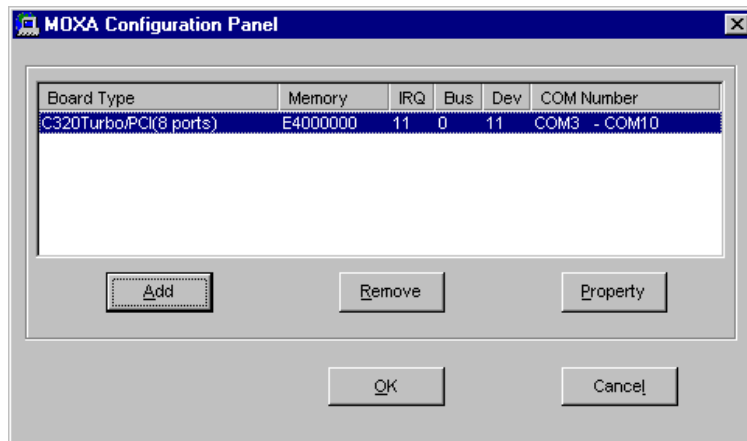 MOXA Configuration Panel
Board Type Memory IRQ Bus Dev COM Number
C320Turbo/PCI(8 ports) E4000000 11 0 11 COM3 - COM10
Add Remove Property
OK Cancel